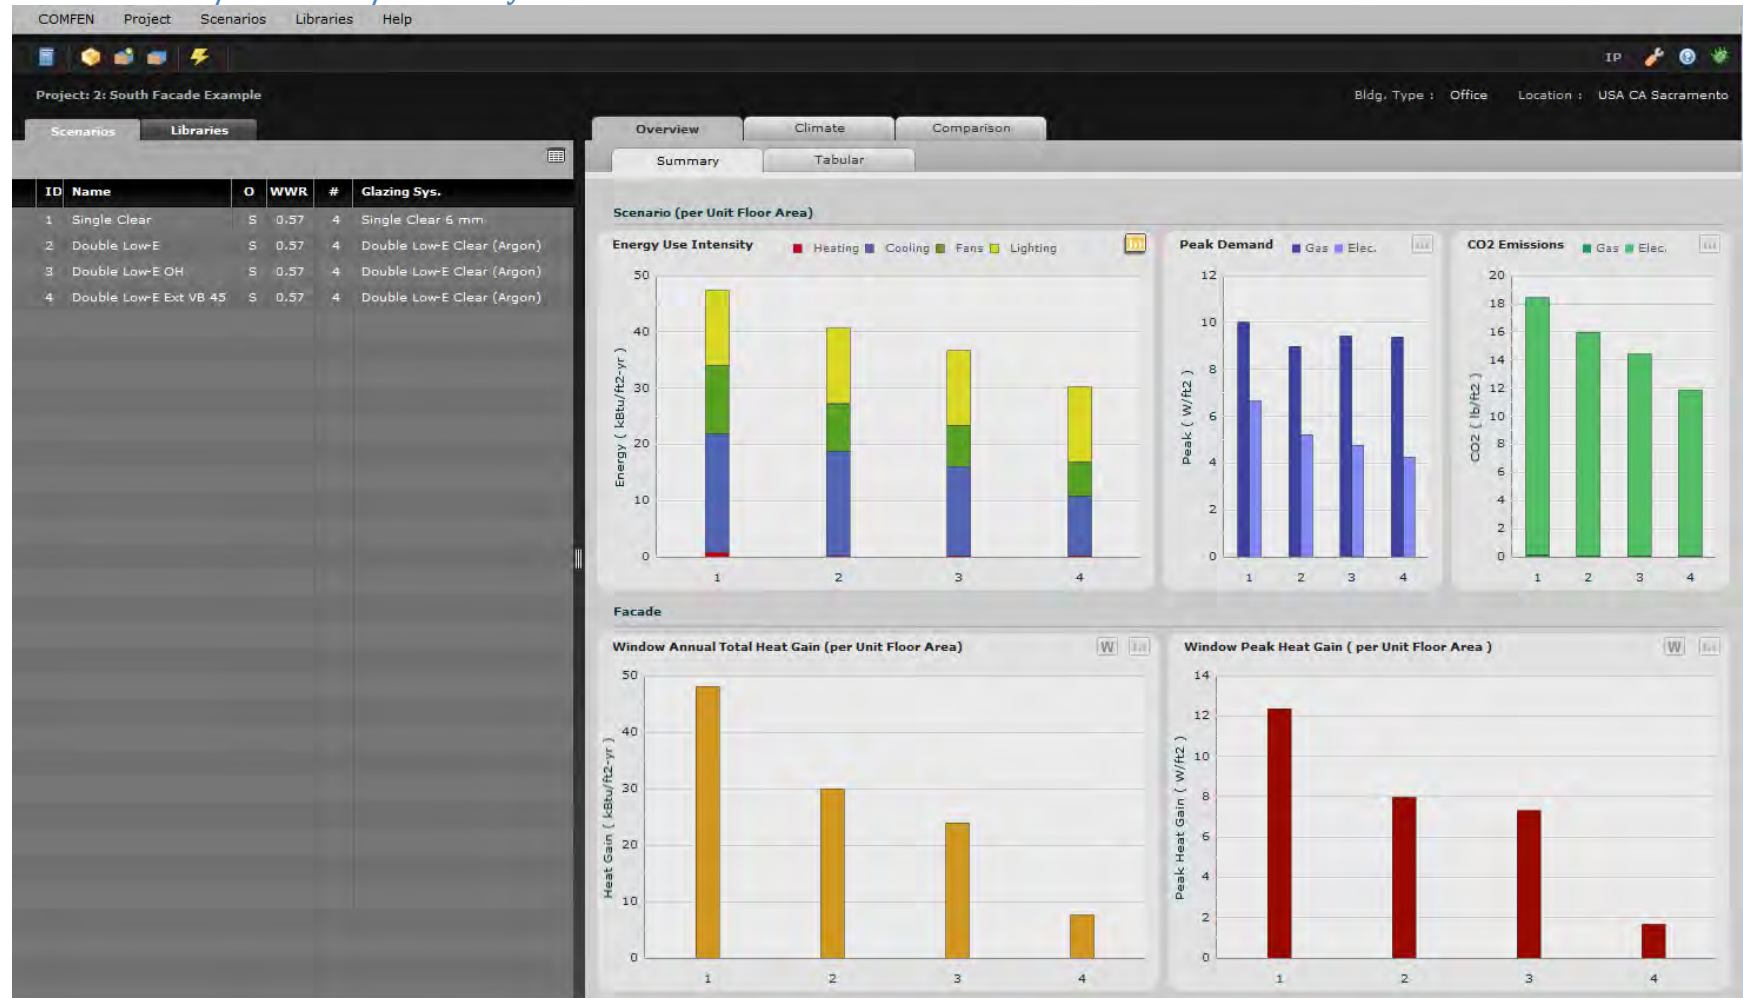 COMFEN Project Scenarios Libraries Help
IP
Project: 2: South Facade Example
Bldg. Type : Office Location : USA CA Sacramento
Scenarios Libraries
Overview Climate Comparison
Summary Tabular
ID Name O WWR # Glazing Sys.
1 Single Clear S 0.57 4 Single Clear 6 mm
2 Double Low-E S 0.57 4 Double Low-E Clear (Argon)
3 Double Low-E OH S 0.57 4 Double Low-E Clear (Argon)
4 Double Low-E Ext VB 45 S 0.57 4 Double Low-E Clear (Argon)
Scenario (per Unit Floor Area)
Energy Use Intensity Heating Cooling Fans Lighting
50
40
30
20
10
0
Energy ( kBtu/ft2-yr )
1 2 3 4
Peak Demand Gas Elec.
12
10
8
6
4
2
0
Peak ( W/ft2 )
1 2 3 4
CO2 Emissions Gas Elec.
20
18
16
14
12
10
8
6
4
2
0
CO2 ( lb/ft2 )
1 2 3 4
Facade
Window Annual Total Heat Gain (per Unit Floor Area) W
50
40
30
20
10
0
Heat Gain ( kBtu/ft2-yr )
1 2 3 4
Window Peak Heat Gain ( per Unit Floor Area ) W
14
12
10
8
6
4
2
0
Peak Heat Gain ( W/ft2 )
1 2 3 4